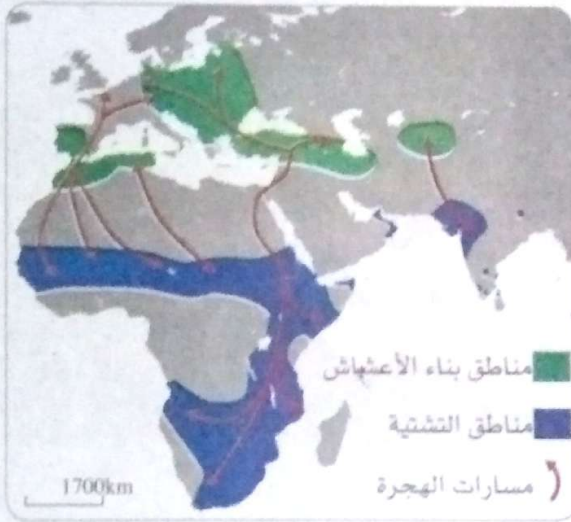 مناطق بناء الأعشاش
مناطق التشتية
مسارات الهجرة
1700km